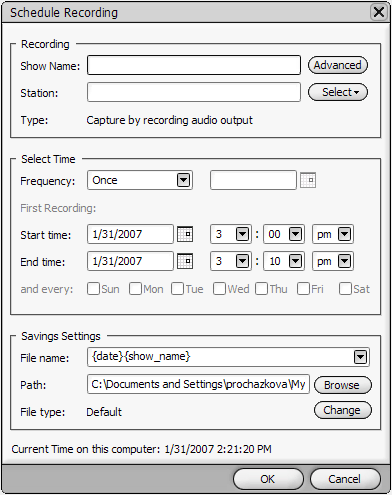 Schedule Recording
Recording
Show Name: Advanced
Station: Select
Type: Capture by recording audio output
Select Time
Frequency: Once
First Recording:
Start time: 1/31/2007 3 : 00 pm
End time: 1/31/2007 3 : 10 pm
and every: Sun Mon Tue Wed Thu Fri Sat
Savings Settings
File name: {date}{show_name}
Path: C:\Documents and Settings\prochazkova\My Browse
File type: Default Change
Current Time on this computer: 1/31/2007 2:21:20 PM
OK Cancel